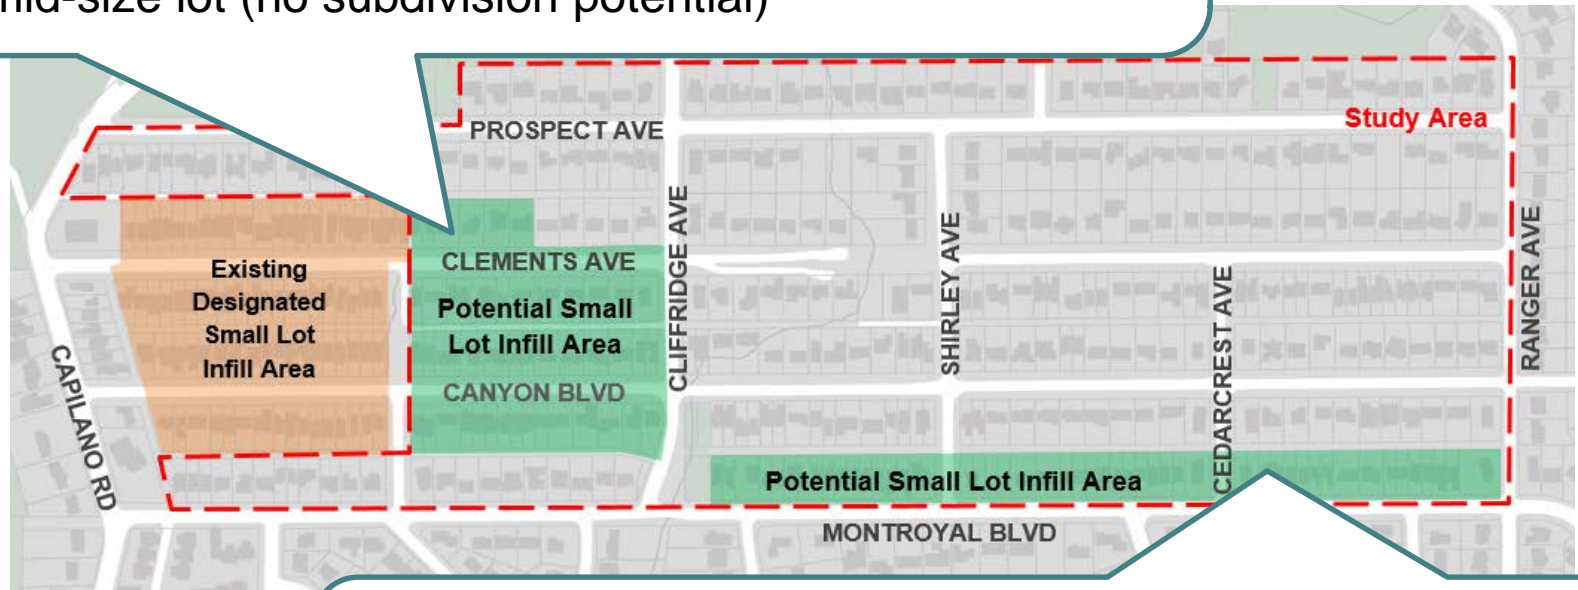 mid-size lot (no subdivision potential)
Study Area
PROSPECT AVE
CLIFFRIDGE AVE
SHIRLEY AVE
CEDARCREST AVE
RANGER AVE
CAPILANO RD
Existing
Designated
Small Lot
Infill Area
CLEMENTS AVE
Potential Small
Lot Infill Area
CANYON BLVD
Potential Small Lot Infill Area
MONTROYAL BLVD